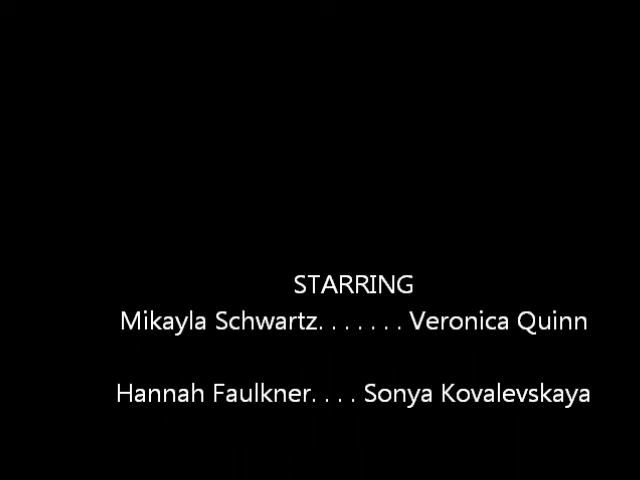 STARRING
Mikayla Schwartz. . . . . . . Veronica Quinn
Hannah Faulkner. . . . Sonya Kovalevskaya